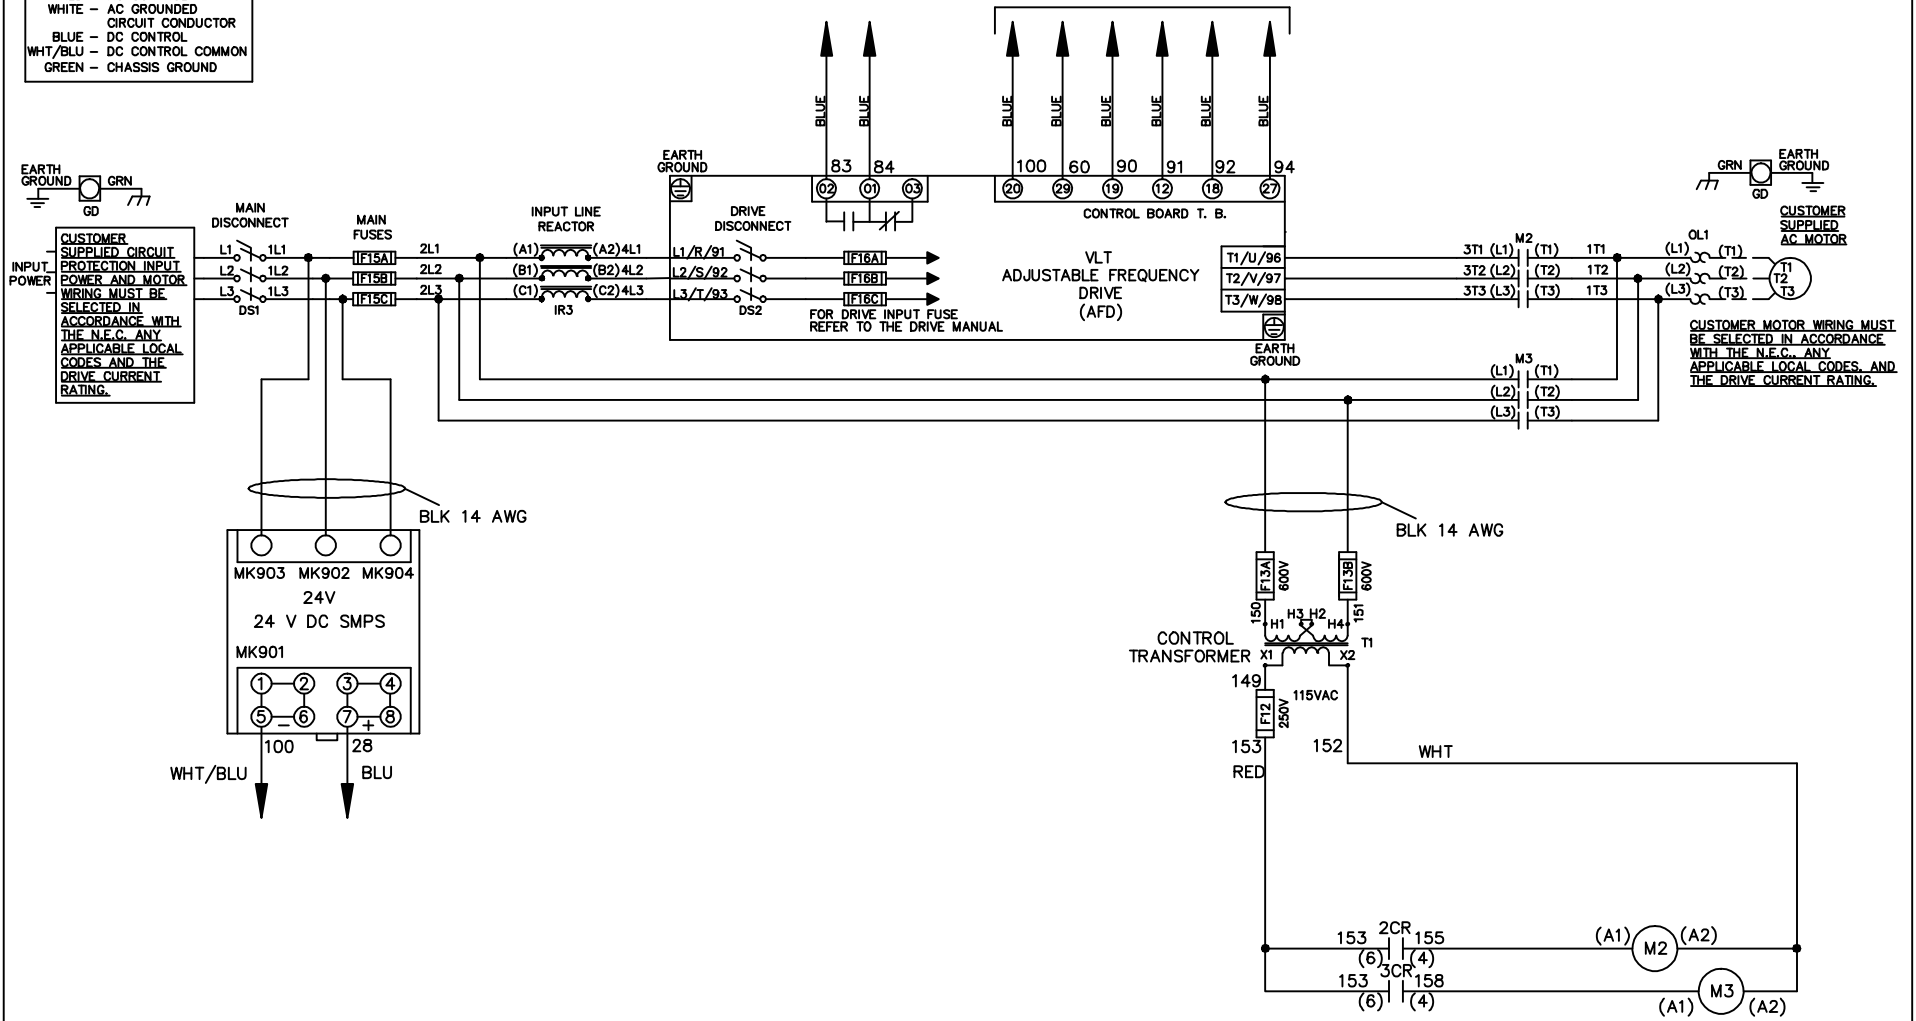 WHITE – AC GROUNDED
CIRCUIT CONDUCTOR
BLUE – DC CONTROL
WHT/BLU – DC CONTROL COMMON
GREEN – CHASSIS GROUND
BLUE
BLUE
BLUE
BLUE
BLUE
BLUE
BLUE
BLUE
EARTH
GROUND
GRN
GD
INPUT
POWER
CUSTOMER
SUPPLIED CIRCUIT
PROTECTION INPUT
POWER AND MOTOR
WIRING MUST BE
SELECTED IN
ACCORDANCE WITH
THE N.E.C. ANY
APPLICABLE LOCAL
CODES AND THE
DRIVE CURRENT
RATING.
MAIN
DISCONNECT
L1 1L1
L2 1L2
L3 1L3
DS1
MAIN
FUSES
F15A
F15B
F15C
2L1
2L2
2L3
INPUT LINE
REACTOR
(A1) (A2) 4L1
(B1) (B2) 4L2
(C1) (C2) 4L3
IR3
EARTH
GROUND
L1/R/91
L2/S/92
L3/T/93
DRIVE
DISCONNECT
DS2
83 84
02 01 03
F16A
F16B
F16C
FOR DRIVE INPUT FUSE
REFER TO THE DRIVE MANUAL
100 60 90 91 92 94
20 29 19 12 18 27
CONTROL BOARD T. B.
VLT
ADJUSTABLE FREQUENCY
DRIVE
(AFD)
T1/U/96
T2/V/97
T3/W/98
EARTH
GROUND
M2
3T1 (L1) (T1) 1T1
3T2 (L2) (T2) 1T2
3T3 (L3) (T3) 1T3
M3
(L1) (T1)
(L2) (T2)
(L3) (T3)
OL1
(L1) (T1)
(L2) (T2)
(L3) (T3)
T1
T2
T3
GRN
EARTH
GROUND
GD
CUSTOMER
SUPPLIED
AC MOTOR
CUSTOMER MOTOR WIRING MUST
BE SELECTED IN ACCORDANCE
WITH THE N.E.C., ANY
APPLICABLE LOCAL CODES, AND
THE DRIVE CURRENT RATING.
BLK 14 AWG
MK903 MK902 MK904
24V
24 V DC SMPS
MK901
1 2 3 4
5 6 7 8
– +
100 28
WHT/BLU BLU
BLK 14 AWG
F13A
600V
F13B
600V
150
151
H1 H3 H2 H4
CONTROL
TRANSFORMER
T1
X1 X2
149
115VAC
F12
250V
153
RED
152
WHT
2CR
153 155
(6) (4)
(A1) M2 (A2)
3CR
153 158
(6) (4)
(A1) M3 (A2)